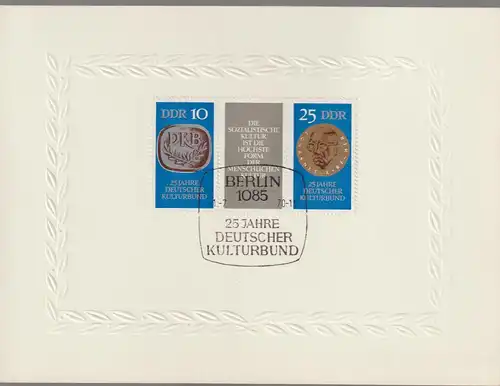 DDR 10
DKB
25 JAHRE
DEUTSCHER
KULTURBUND
DIE
SOZIALISTISCHE
KULTUR
IST DIE
HÖCHSTE
FORM
DER
MENSCHLICHEN
25 DDR
25 JAHRE
DEUTSCHER
KULTURBUND
BERLIN
1085
25 JAHRE
DEUTSCHER
KULTURBUND